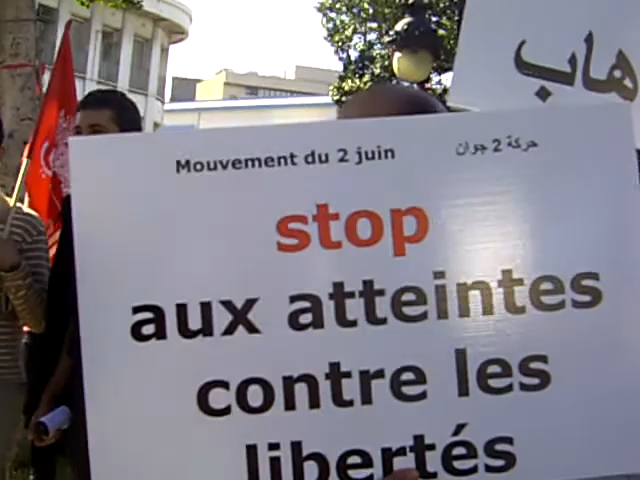 Mouvement du 2 juin
حركة 2 جوان
stop
aux atteintes
contre les
libertés
هاب